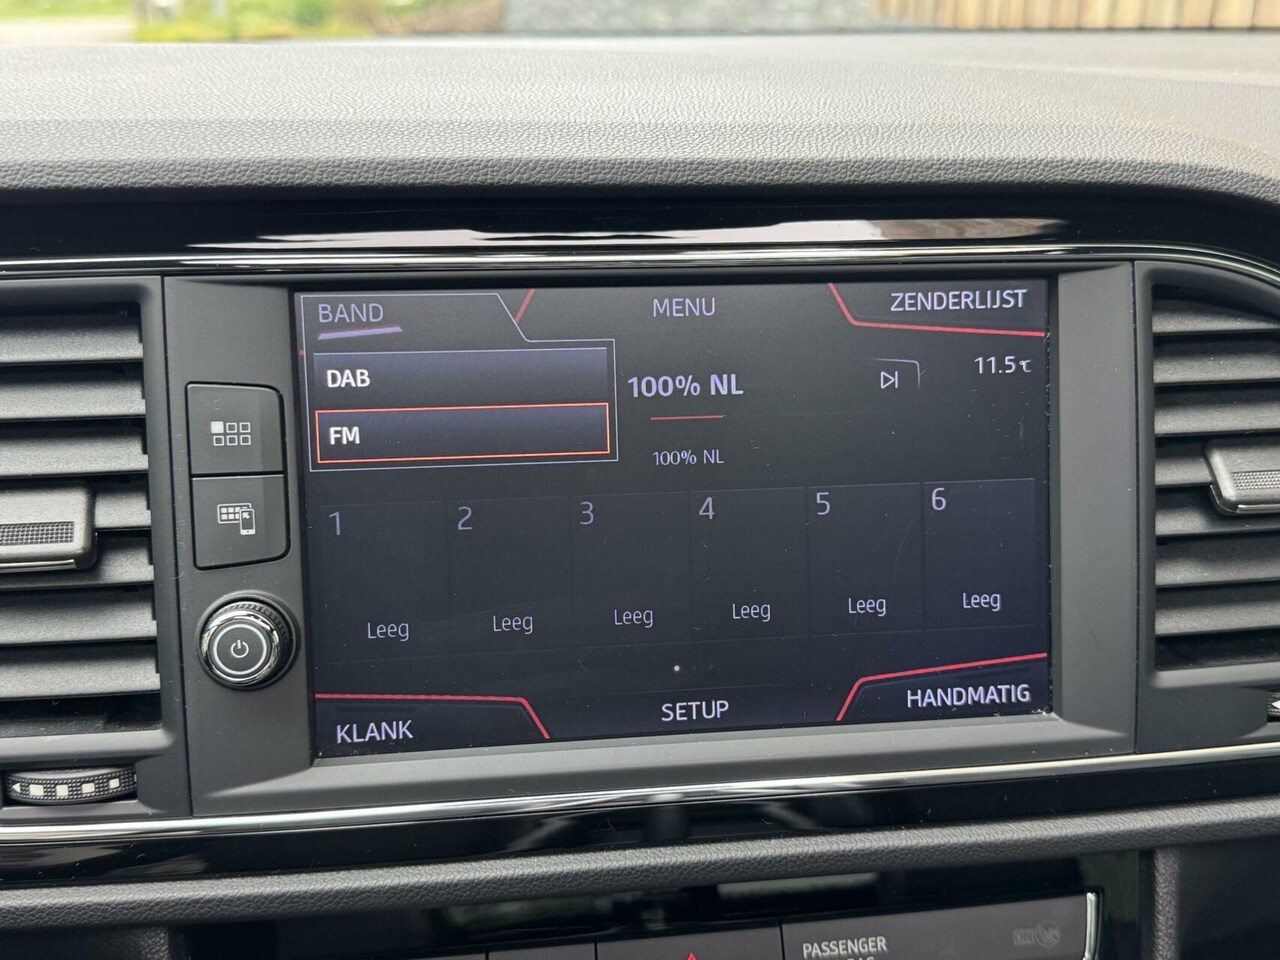 BAND
MENU
ZENDERLIJST
DAB
100% NL
11.5°C
FM
100% NL
1 2 3 4 5 6
Leeg Leeg Leeg Leeg Leeg Leeg
KLANK
SETUP
HANDMATIG
PASSENGER
ON